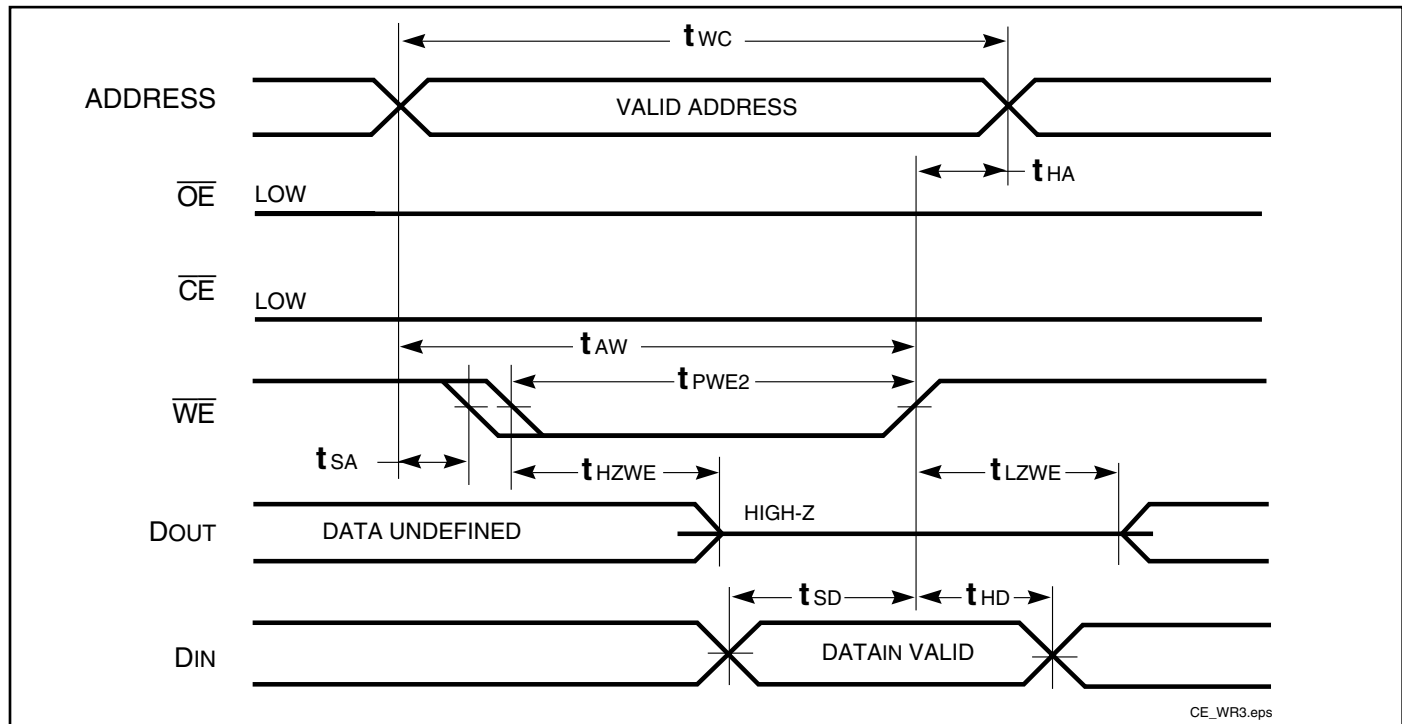 tWC
ADDRESS
VALID ADDRESS
tHA
OE
LOW
CE
LOW
tAW
tPWE2
WE
tSA
tHZWE
tLZWE
DOUT
DATA UNDEFINED
HIGH-Z
tSD
tHD
DIN
DATAIN VALID
CE_WR3.eps